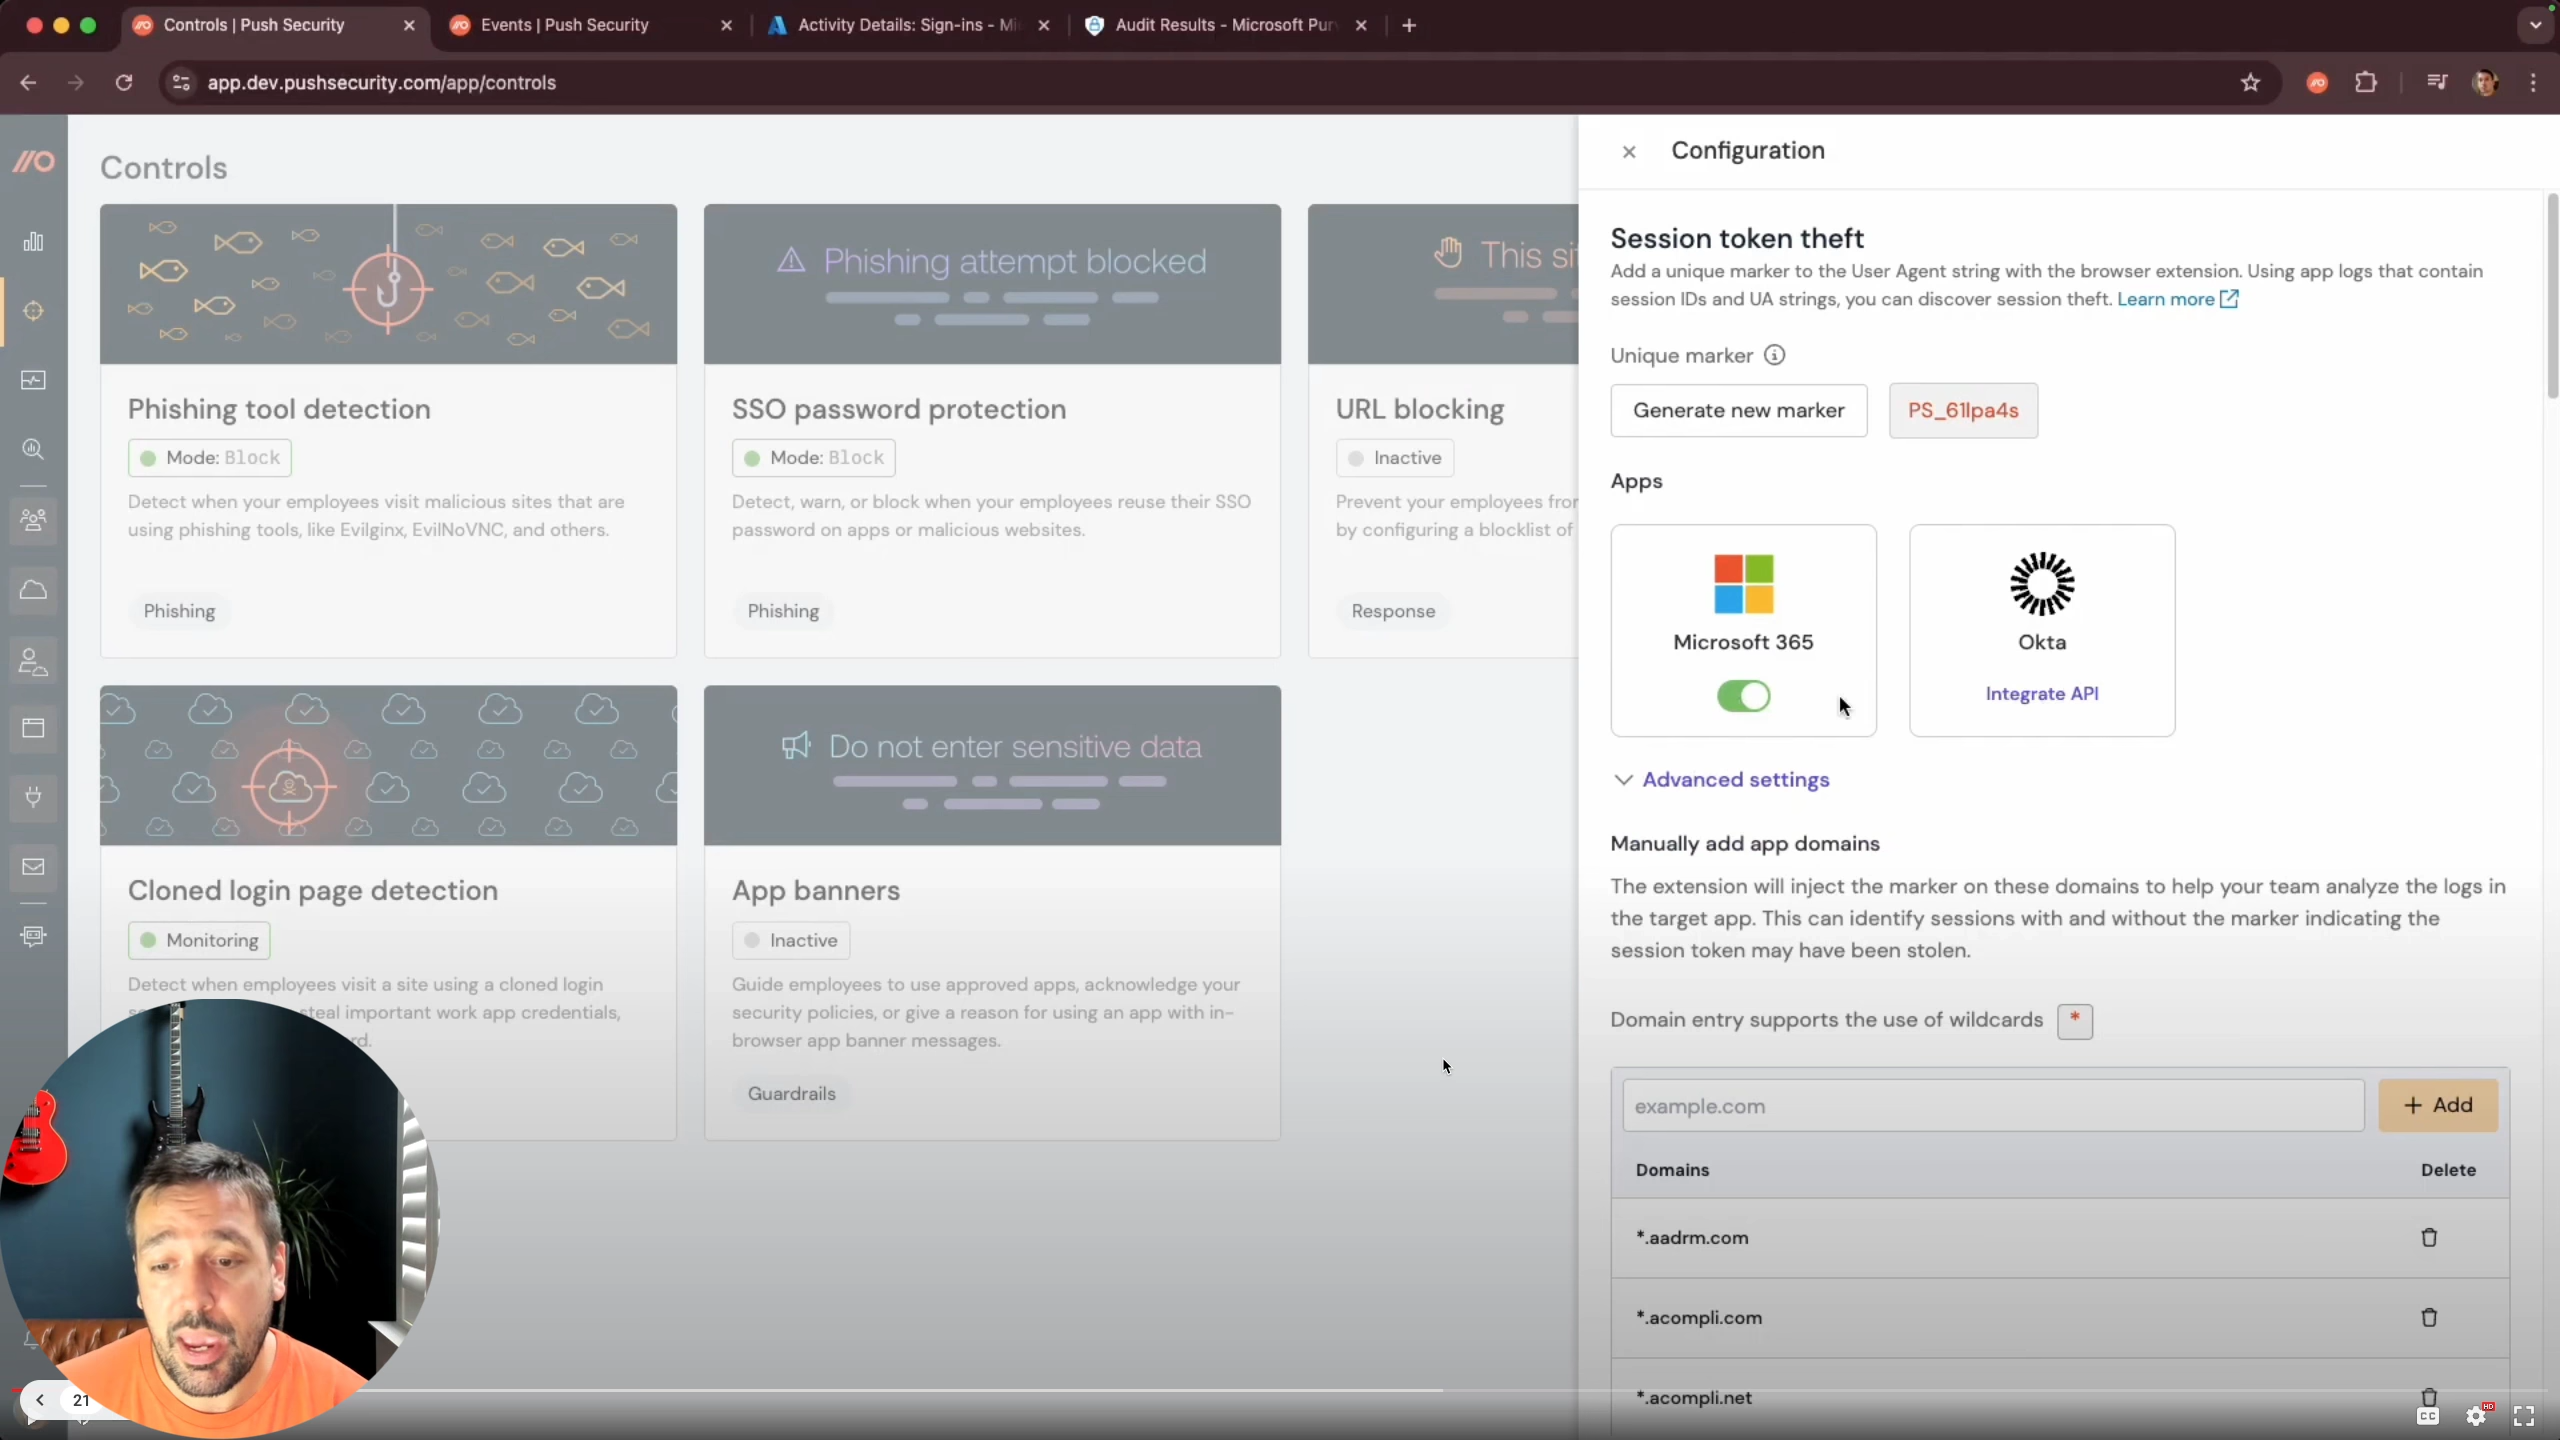 Controls | Push Security
Events | Push Security
Activity Details: Sign-ins - Mi
Audit Results - Microsoft Pur
app.dev.pushsecurity.com/app/controls
Controls
Phishing attempt blocked
This sit
Phishing tool detection
Mode: Block
Detect when your employees visit malicious sites that are
using phishing tools, like Evilginx, EvilNoVNC, and others.
Phishing
SSO password protection
Mode: Block
Detect, warn, or block when your employees reuse their SSO
password on apps or malicious websites.
Phishing
URL blocking
Inactive
Prevent your employees fror
by configuring a blocklist of
Response
Do not enter sensitive data
Cloned login page detection
Monitoring
Detect when employees visit a site using a cloned login
steal important work app credentials,
rd.
App banners
Inactive
Guide employees to use approved apps, acknowledge your
security policies, or give a reason for using an app with in-
browser app banner messages.
Guardrails
Configuration
Session token theft
Add a unique marker to the User Agent string with the browser extension. Using app logs that contain
session IDs and UA strings, you can discover session theft. Learn more
Unique marker
Generate new marker
PS_61lpa4s
Apps
Microsoft 365
Okta
Integrate API
Advanced settings
Manually add app domains
The extension will inject the marker on these domains to help your team analyze the logs in
the target app. This can identify sessions with and without the marker indicating the
session token may have been stolen.
Domain entry supports the use of wildcards *
example.com
+ Add
Domains
Delete
*.aadrm.com
*.acompli.com
*.acompli.net
21
CC
HD